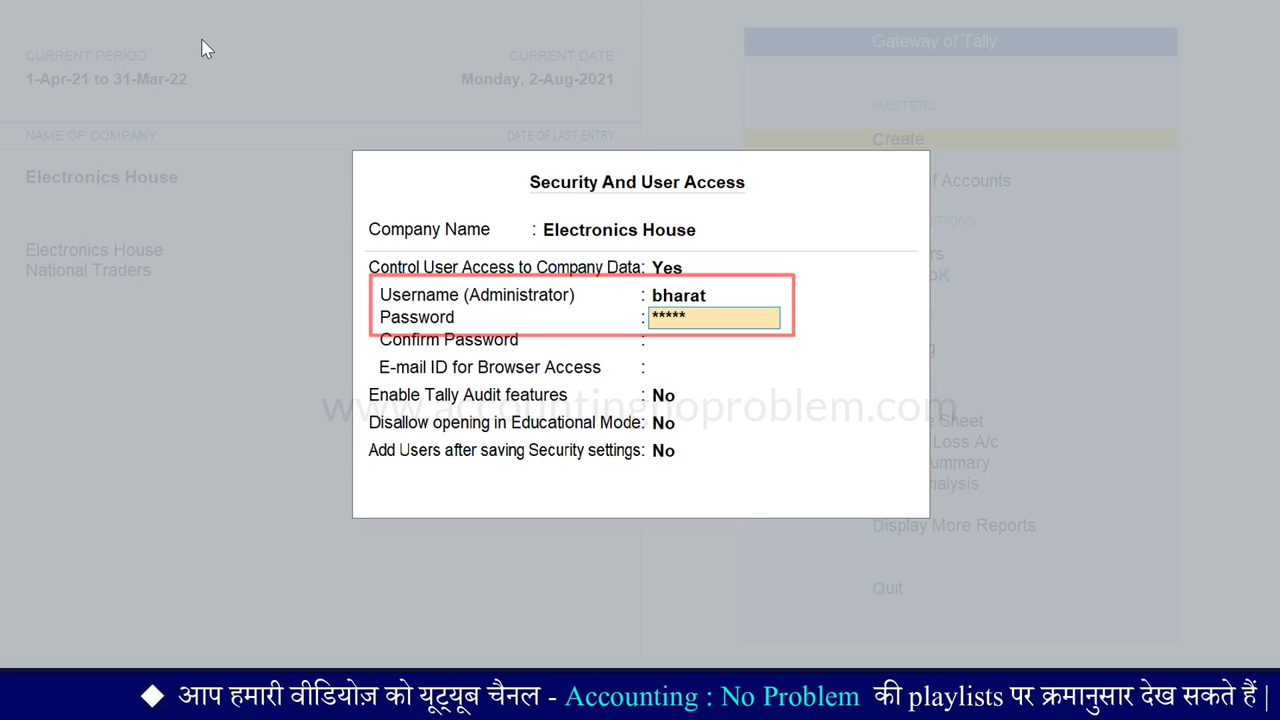 CURRENT PERIOD
1-Apr-21 to 31-Mar-22
CURRENT DATE
Monday, 2-Aug-2021
NAME OF COMPANY
DATE OF LAST ENTRY
Electronics House
Electronics House
National Traders
Gateway of Tally
MASTERS
Create
f Accounts
Security And User Access
Company Name : Electronics House
Control User Access to Company Data: Yes
Username (Administrator) : bharat
Password : *****
Confirm Password :
E-mail ID for Browser Access :
Enable Tally Audit features : No
Disallow opening in Educational Mode: No
Add Users after saving Security settings: No
www.accountingnoproblem.com
Sheet
Loss A/c
Display More Reports
Quit
◆ आप हमारी वीडियोज़ को यूट्यूब चैनल - Accounting : No Problem की playlists पर क्रमानुसार देख सकते हैं |